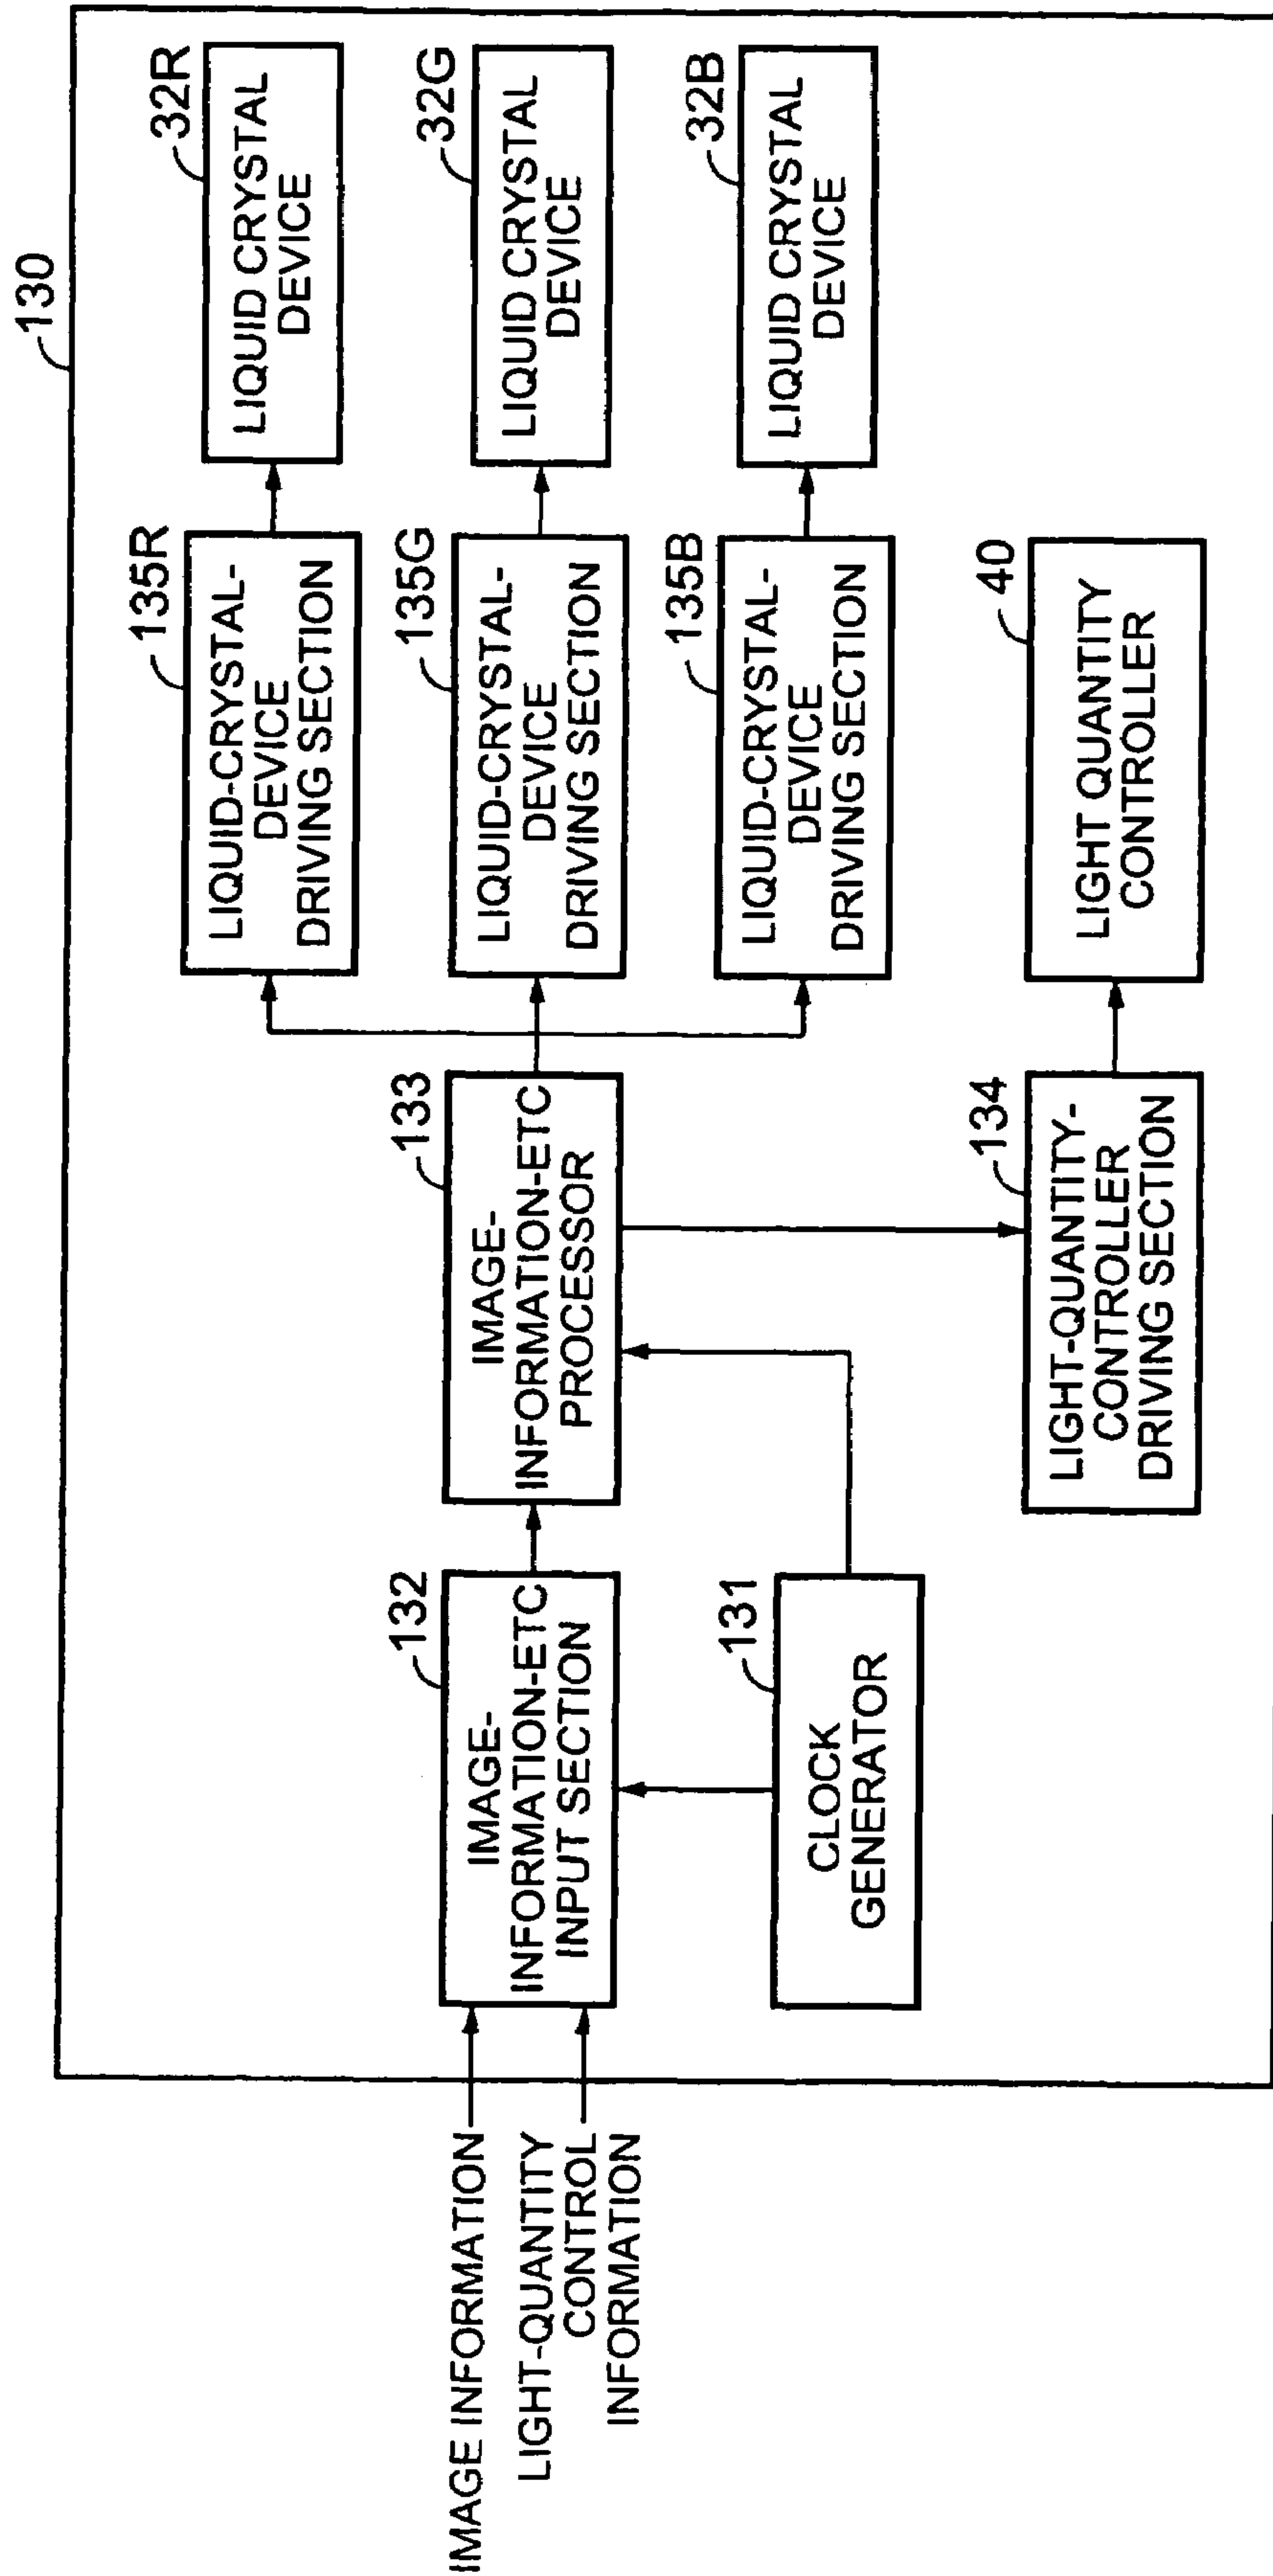 130
32R
LIQUID CRYSTAL
DEVICE
32G
LIQUID CRYSTAL
DEVICE
32B
LIQUID CRYSTAL
DEVICE
135R
LIQUID-CRYSTAL-
DEVICE
DRIVING SECTION
135G
LIQUID-CRYSTAL-
DEVICE
DRIVING SECTION
135B
LIQUID-CRYSTAL-
DEVICE
DRIVING SECTION
40
LIGHT QUANTITY
CONTROLLER
133
IMAGE-
INFORMATION-ETC
PROCESSOR
134
LIGHT-QUANTITY-
CONTROLLER
DRIVING SECTION
132
IMAGE-
INFORMATION-ETC
INPUT SECTION
131
CLOCK
GENERATOR
IMAGE INFORMATION
LIGHT-QUANTITY
CONTROL
INFORMATION